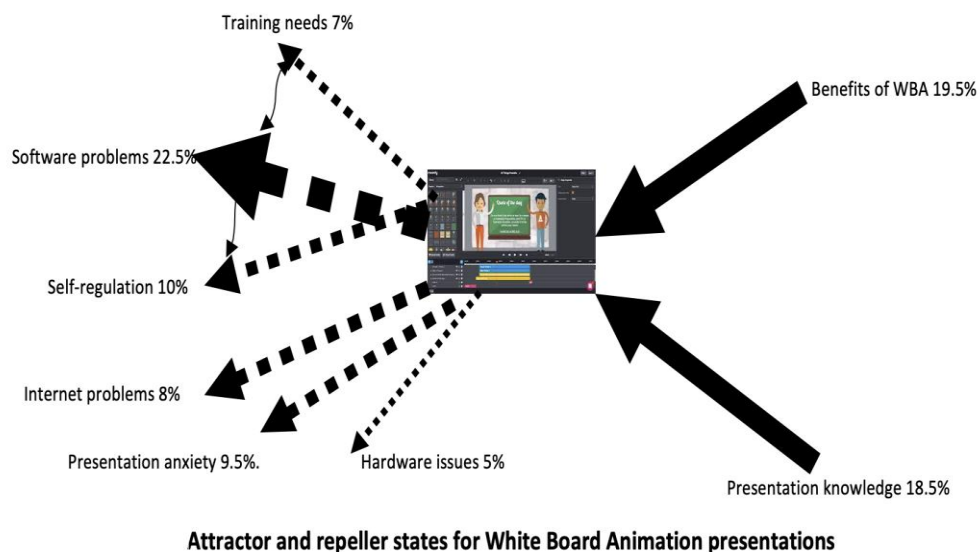 Training needs 7%
Benefits of WBA 19.5%
Software problems 22.5%
Self-regulation 10%
Internet problems 8%
Presentation anxiety 9.5%.
Hardware issues 5%
Presentation knowledge 18.5%
Attractor and repeller states for White Board Animation presentations